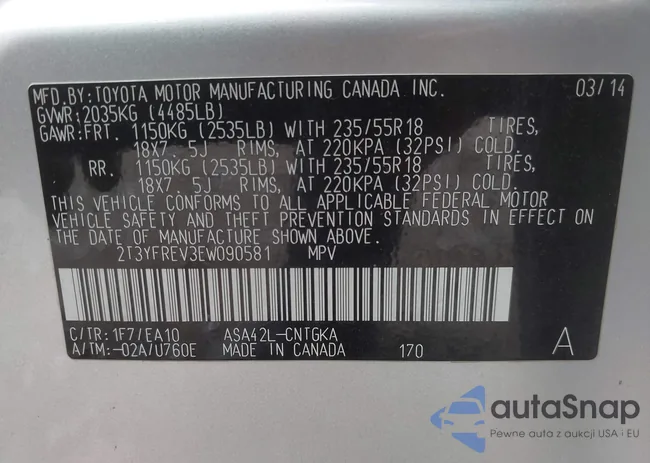 MFD.BY:TOYOTA MOTOR MANUFACTURING CANADA INC. 03/14
GVWR:2035KG (4485LB)
GAWR:FRT. 1150KG (2535LB) WITH 235/55R18 TIRES,
18X7.5J RIMS, AT 220KPA (32PSI) COLD.
RR. 1150KG (2535LB) WITH 235/55R18 TIRES,
18X7.5J RIMS, AT 220KPA (32PSI) COLD.
THIS VEHICLE CONFORMS TO ALL APPLICABLE FEDERAL MOTOR
VEHICLE SAFETY AND THEFT PREVENTION STANDARDS IN EFFECT ON
THE DATE OF MANUFACTURE SHOWN ABOVE.
2T3YFREV3EW090581 MPV
C/TR:1F7/EA10 ASA42L-CNTGKA
A/TM:-02A/U760E MADE IN CANADA 170 A
autaSnap
Pewne auta z aukcji USA i EU